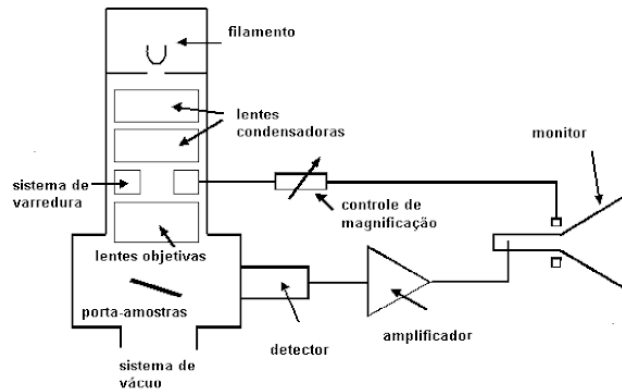 filamento
lentes
condensadoras
monitor
sistema de
varredura
controle de
magnificação
lentes objetivas
porta-amostras
detector
amplificador
sistema de
vácuo